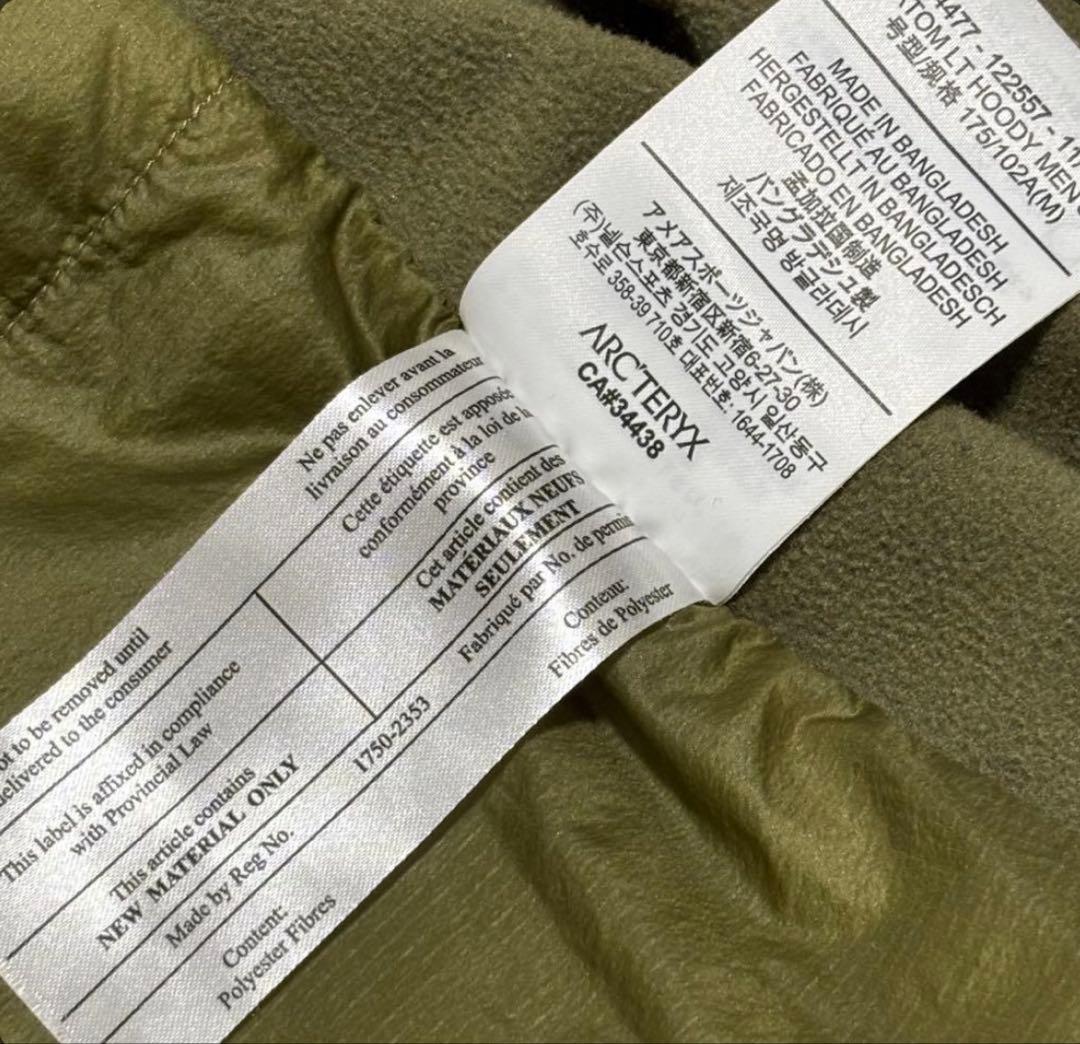 4477 - 122557 - 11
ATOM LT HOODY MEN'S
号型/规格 175/102A(M)
MADE IN BANGLADESH
FABRIQUÉ AU BANGLADESH
HERGESTELLT IN BANGLADESCH
FABRICADO EN BANGLADESH
孟加拉国制造
バングラデシュ製
제조국명 방글라데시
アメアスポーツジャパン(株)
東京都新宿区新宿6-27-30
(주)넬슨스포츠 경기도 고양시 일산동구
호수로 358-39 710호 대표번호: 1644-1708
ARC'TERYX
CA#34438
Ne pas enlever avant la
livraison au consommateur
Cette étiquette est apposée
conformément à la loi de la
province
Cet article contient des
MATÉRIAUX NEUFS
SEULEMENT
Fabriqué par No. de permis
Contenu:
Fibres de Polyester
ot to be removed until
delivered to the consumer
This label is affixed in compliance
with Provincial Law
This article contains
NEW MATERIAL ONLY
Made by Reg No.
1750-2353
Content:
Polyester Fibres